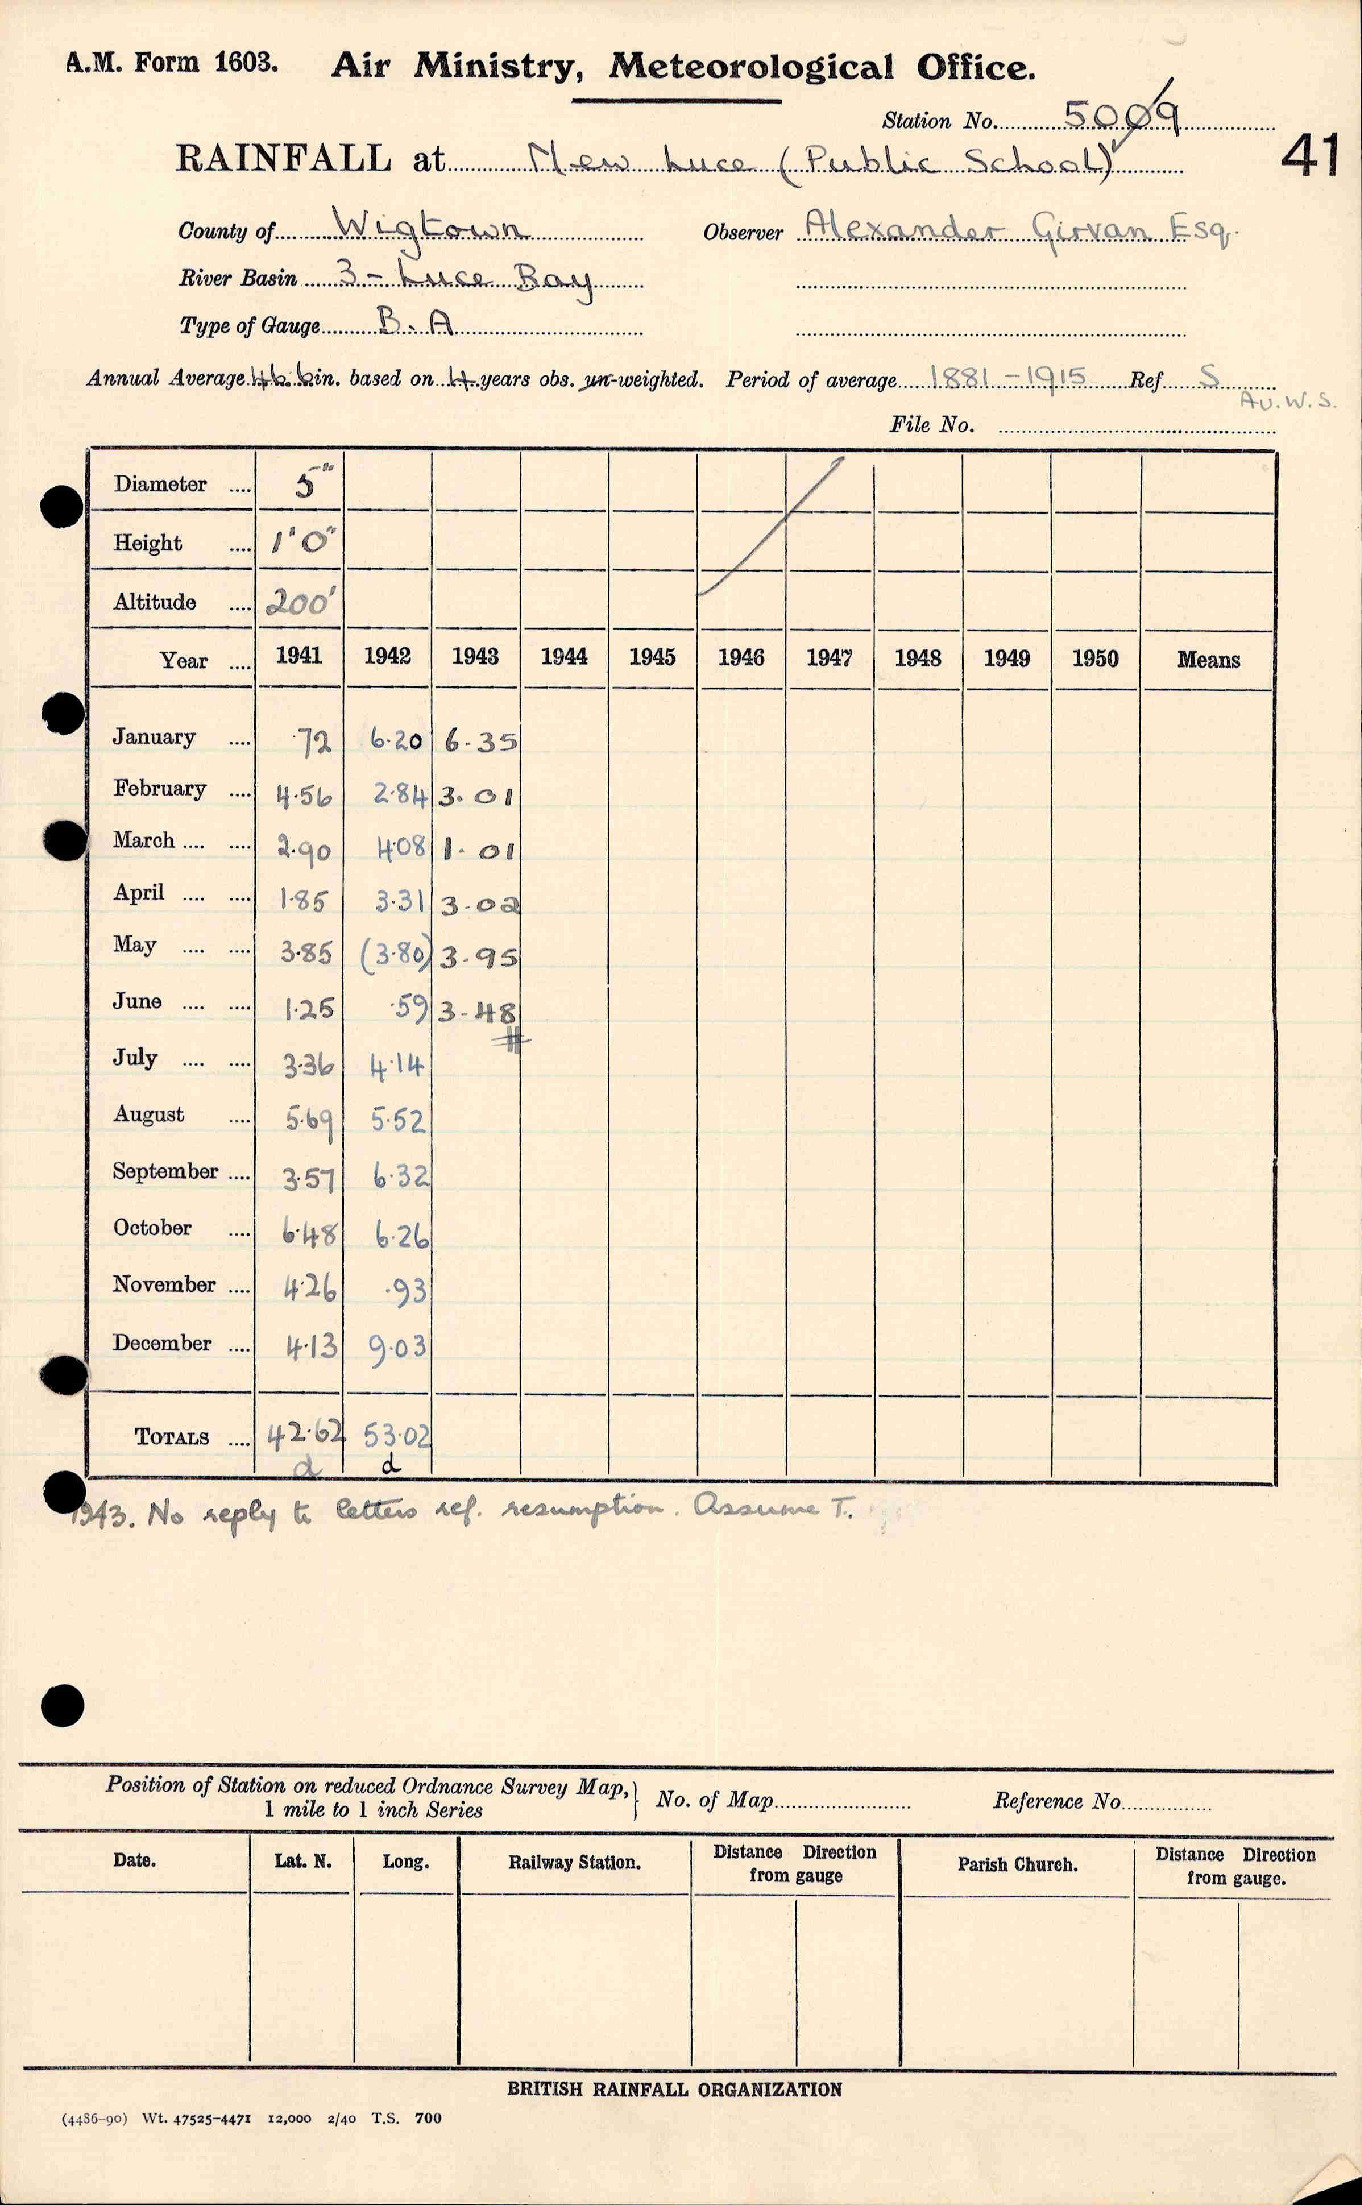 A.M. Form 1603. Air Ministry, Meteorological Office.
Station No. 5009
RAINFALL at New Luce (Public School) 41
County of Wigtown Observer Alexander Girvan Esq.
River Basin 3 - Luce Bay
Type of Gauge B. A
Annual Average 46.6 in. based on 4 years obs. un-weighted. Period of average 1881-1915 Ref S
Av. W. S.
File No.
Diameter .... 5"
Height .... 1'0"
Altitude .... 200'
Year .... 1941 1942 1943 1944 1945 1946 1947 1948 1949 1950 Means
January .... .72 6.20 6.35
February .... 4.56 2.84 3.01
March .... .... 2.90 4.08 1.01
April .... .... 1.85 3.31 3.02
May .... .... 3.85 (3.80) 3.95
June .... .... 1.25 .59 3.48
July .... .... 3.36 4.14
August .... 5.69 5.52
September .... 3.57 6.32
October .... 6.48 6.26
November .... 4.26 .93
December .... 4.13 9.03
TOTALS .... 42.62 53.02
d d
1943. No reply to letters ref. resumption. Assume T.
Position of Station on reduced Ordnance Survey Map, 1 mile to 1 inch Series No. of Map Reference No.
Date. Lat. N. Long. Railway Station. Distance Direction from gauge Parish Church. Distance Direction from gauge.
BRITISH RAINFALL ORGANIZATION
(4486-90) Wt. 47525-4471 12,000 2/40 T.S. 700